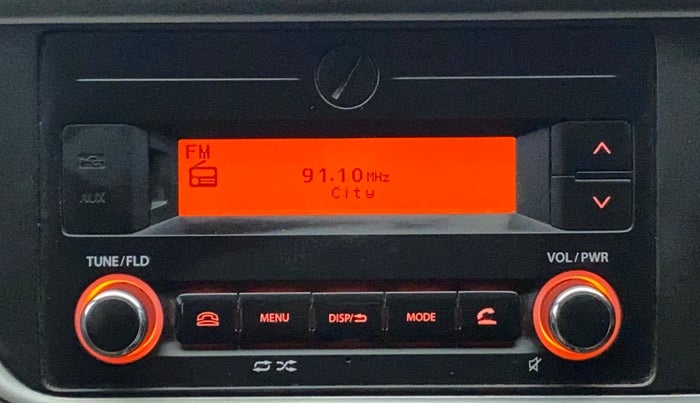 FM
91.10 MHz
City
AUX
TUNE/FLD
VOL/PWR
MENU
DISP/
MODE